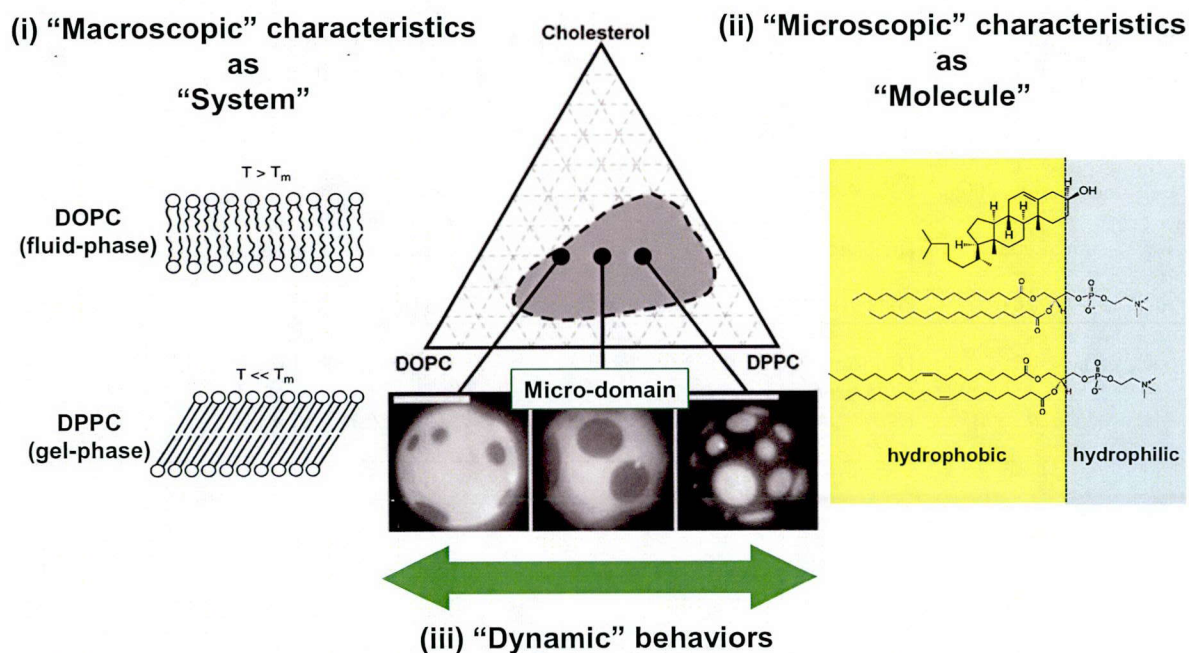 (i) “Macroscopic” characteristics
as
“System”
T > Tm
DOPC
(fluid-phase)
T << Tm
DPPC
(gel-phase)
Cholesterol
DOPC
DPPC
Micro-domain
(ii) “Microscopic” characteristics
as
“Molecule”
H
OH
H
H
H
H
O
O
O
O
P
O
O-
N+
H
O
O
O
O
P
O
O-
N+
H
hydrophobic
hydrophilic
(iii) “Dynamic” behaviors